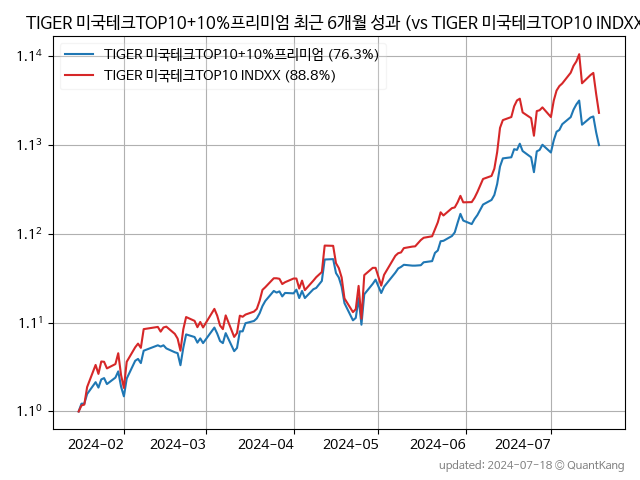 TIGER 미국테크TOP10+10%프리미엄 최근 6개월 성과 (vs TIGER 미국테크TOP10 INDXX
TIGER 미국테크TOP10+10%프리미엄 (76.3%)
TIGER 미국테크TOP10 INDXX (88.8%)
1.1⁴
1.1³
1.1²
1.1¹
1.1⁰
2024-02 2024-03 2024-04 2024-05 2024-06 2024-07
updated: 2024-07-18 © QuantKang